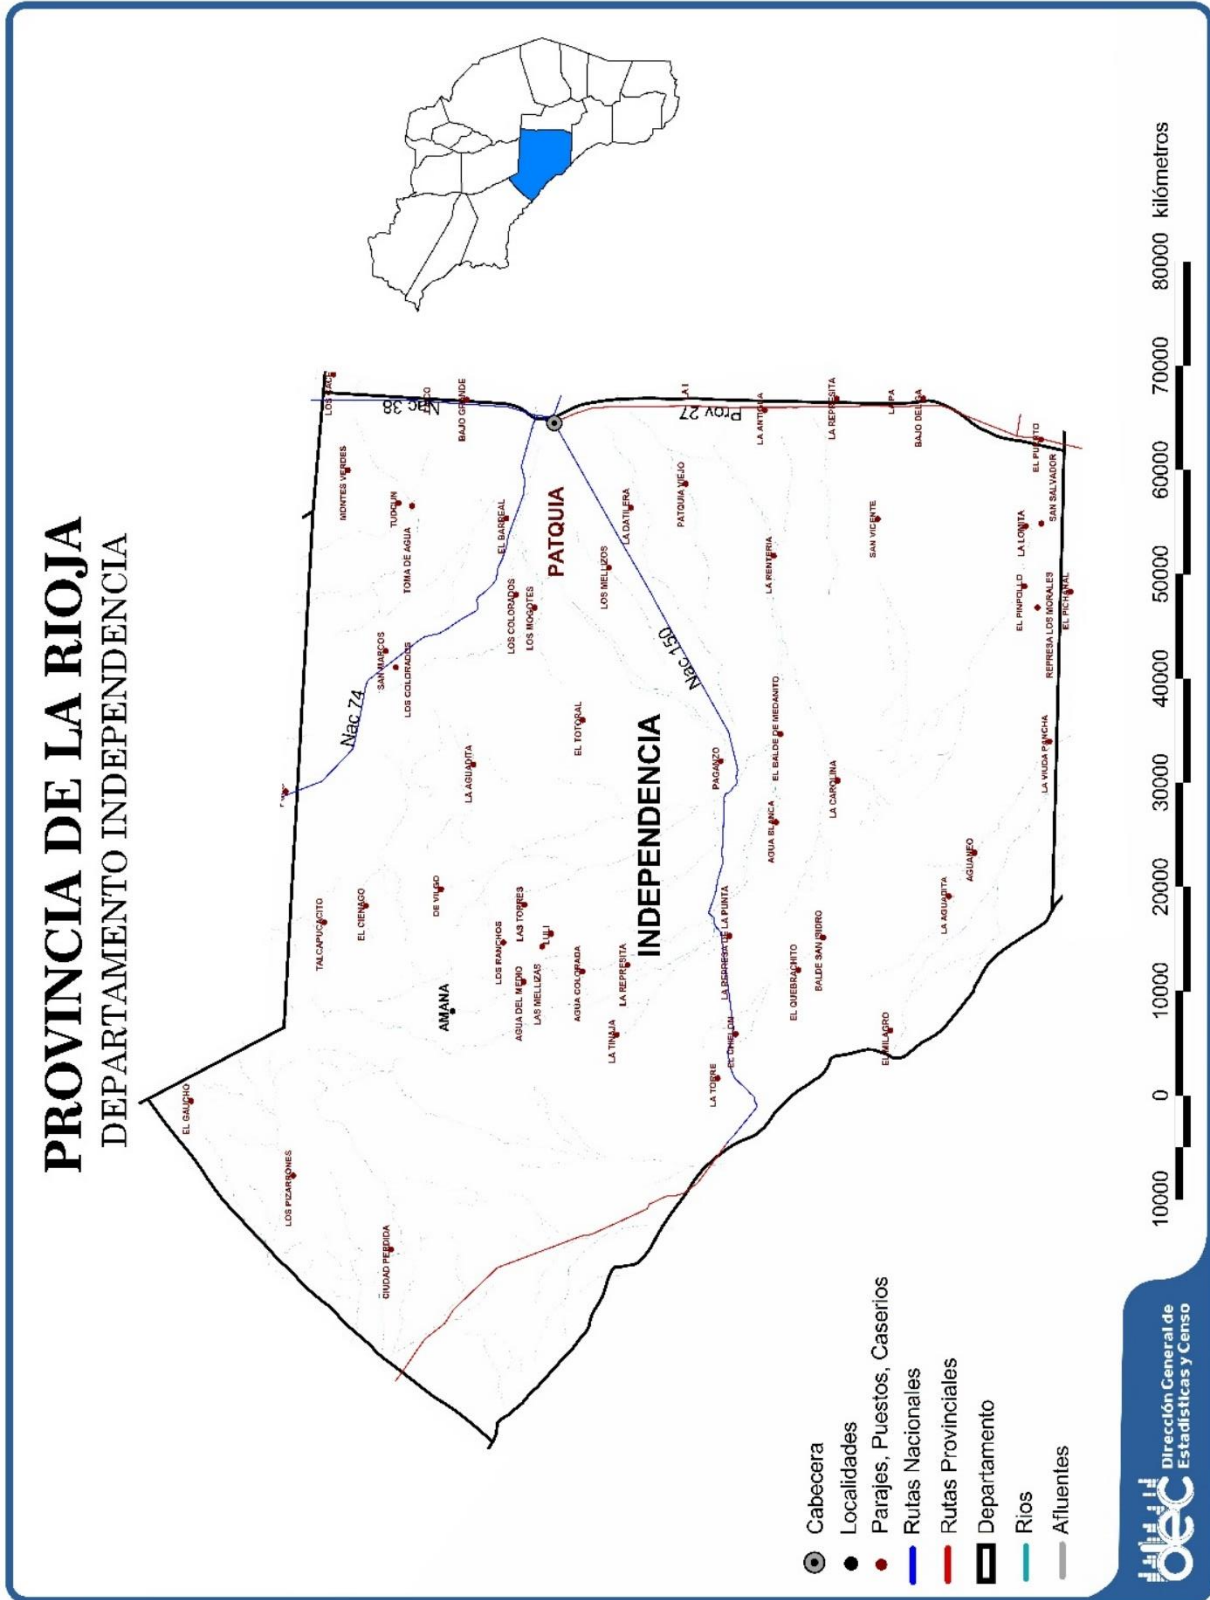 PROVINCIA DE LA RIOJA
DEPARTAMENTO INDEPENDENCIA
EL GAUCHO
LOS PIZARRONES
CIUDAD PERDIDA
TALCAPUCACITO
EL CIENAGO
DE VILGO
AMANA
LOS RANCHOS
LAS TORRES
AGUA DEL MEDIO
LAS MELLIZAS
LULI
AGUA COLORADA
LA REPRESITA
LA TINAJA
LA TORRE
EL CHIFLON
LA REPRESA DE LA PUNTA
EL QUEBRACHITO
BALDE SAN ISIDRO
EL MILAGRO
LA AGUADITA
Nac 74
SAN MARCOS
LOS COLORADOS
LA AGUADITA
EL TOTORAL
INDEPENDENCIA
Nac 150
PAGANZO
EL BALDE DE MEDANITO
AGUA BLANCA
LA CAROLINA
AGUANGO
LA VIUDA PANCHA
MONTES VERDES
TUDCUN
TOMA DE AGUA
EL BARREAL
LOS COLORADOS
LOS MOGOTES
PATQUIA
LOS MELLIZOS
LA DATILERA
PATQUIA VIEJO
LA RENTERIA
SAN VICENTE
LA LOMITA
EL PINPOLLO
REPRESA LOS MORALES
EL PICHANAL
SAN SALVADOR
EL PUERTO
Nac 38
BAJO GRANDE
Prov 27
LA ANTIGUA
LA REPRESITA
Cabecera
Localidades
Parajes, Puestos, Caserios
Rutas Nacionales
Rutas Provinciales
Departamento
Rios
Afluentes
10000 0 10000 20000 30000 40000 50000 60000 70000 80000 kilómetros
Dirección General de
Estadísticas y Censo